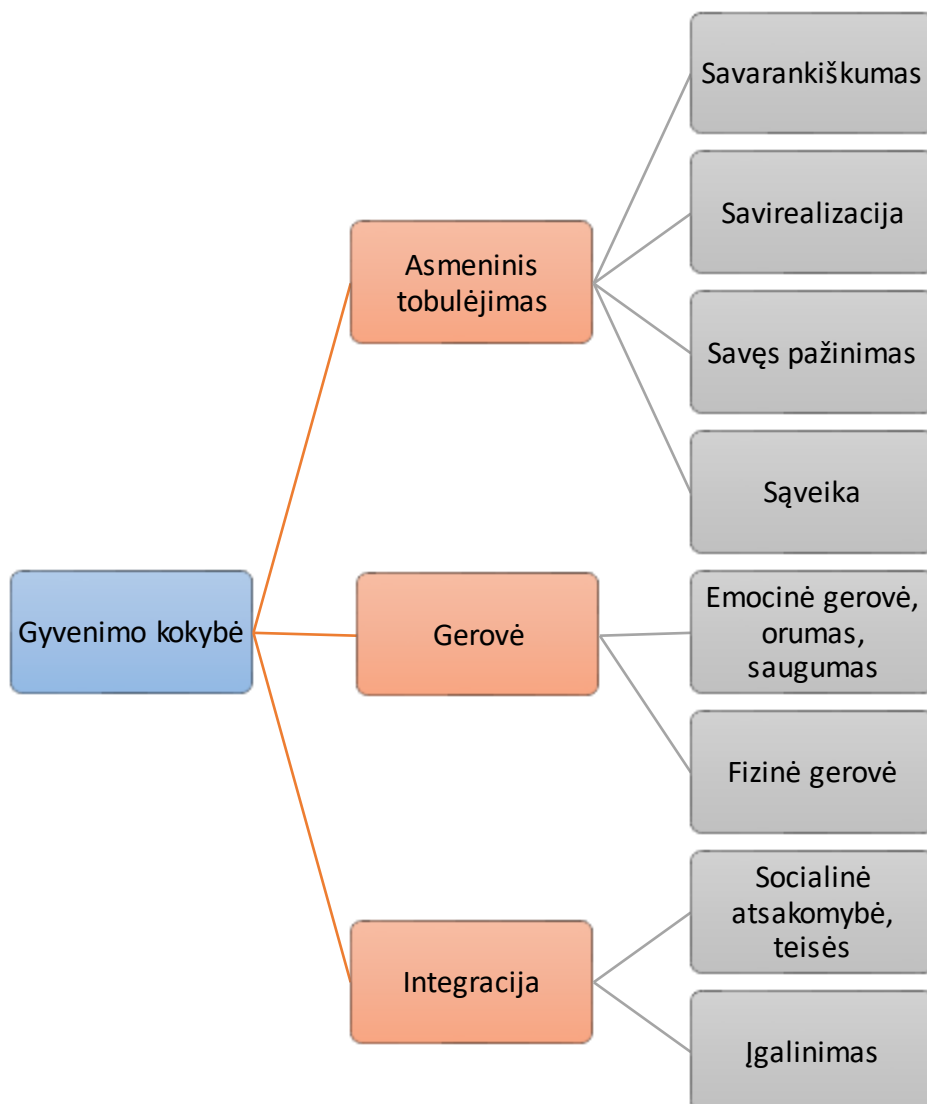 Gyvenimo kokybė
Asmeninis
tobulėjimas
Savarankiškumas
Savirealizacija
Savęs pažinimas
Sąveika
Gerovė
Emocinė gerovė,
orumas,
saugumas
Fizinė gerovė
Integracija
Socialinė
atsakomybė,
teisės
Įgalinimas